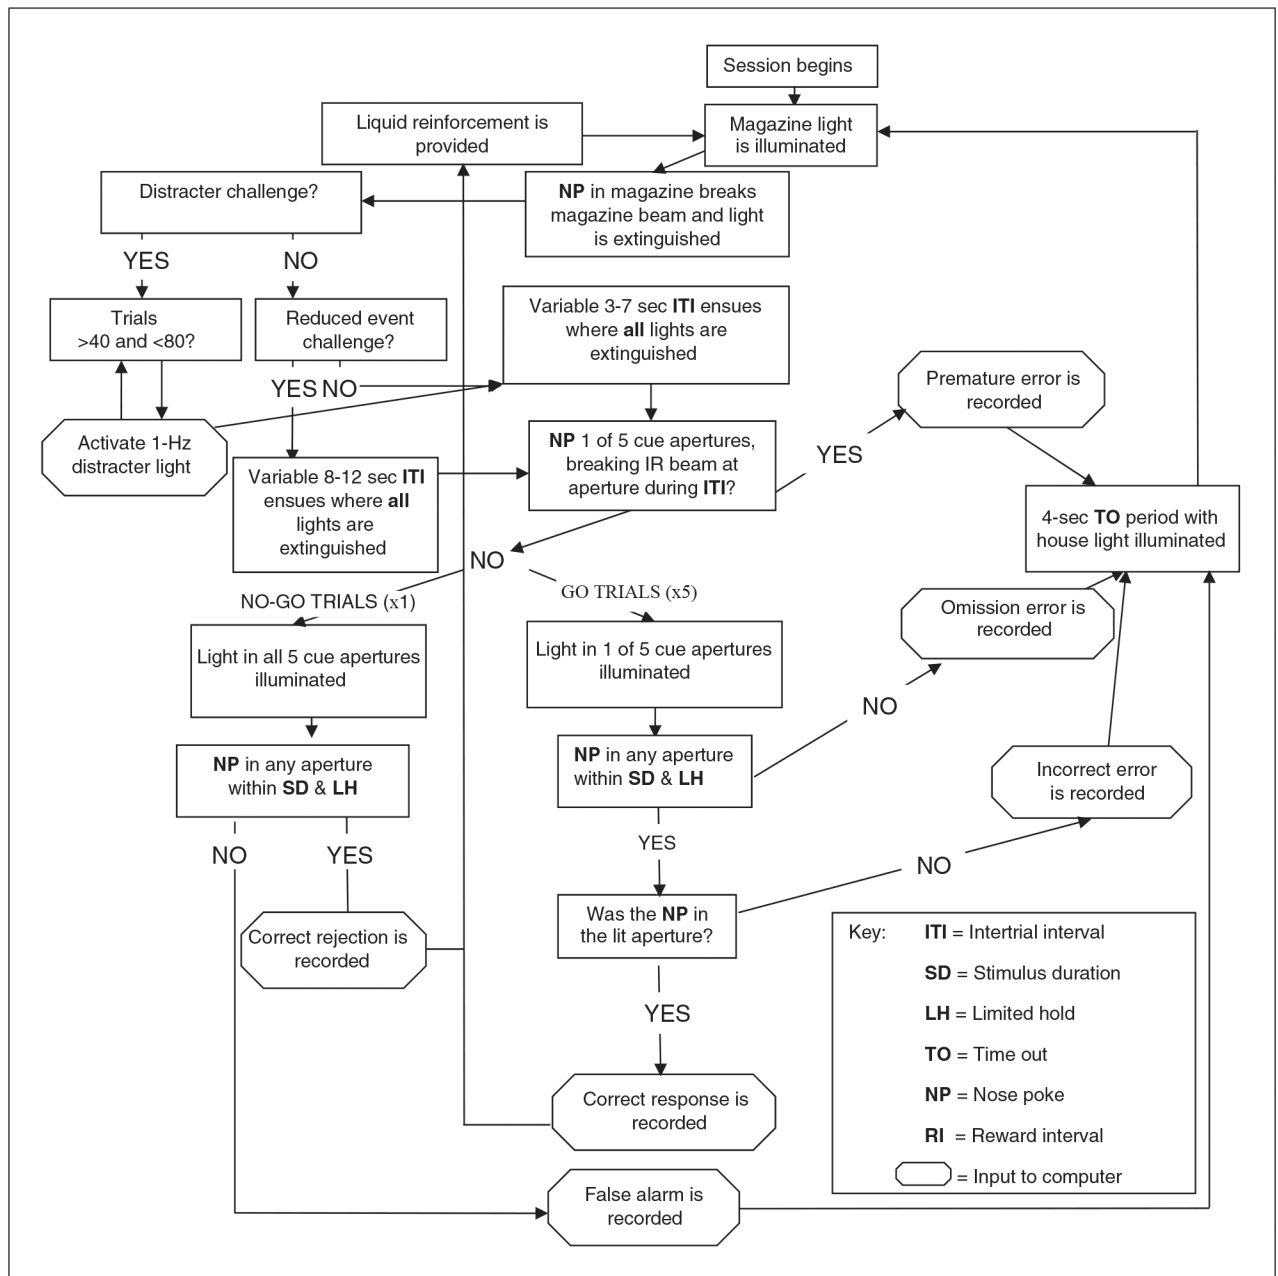 Session begins
Liquid reinforcement is
provided
Magazine light
is illuminated
Distracter challenge?
NP in magazine breaks
magazine beam and light
is extinguished
YES
NO
Trials
>40 and <80?
Reduced event
challenge?
Variable 3-7 sec ITI ensues
where all lights are
extinguished
YES NO
Activate 1-Hz
distracter light
Variable 8-12 sec ITI
ensues where all
lights are
extinguished
NP 1 of 5 cue apertures,
breaking IR beam at
aperture during ITI?
YES
Premature error is
recorded
4-sec TO period with
house light illuminated
NO
NO-GO TRIALS (x1)
GO TRIALS (x5)
Light in all 5 cue apertures
illuminated
Light in 1 of 5 cue apertures
illuminated
Omission error is
recorded
NO
NP in any aperture
within SD & LH
NP in any aperture
within SD & LH
Incorrect error
is recorded
NO
YES
YES
NO
Correct rejection is
recorded
Was the NP in
the lit aperture?
YES
Correct response is
recorded
False alarm is
recorded
Key:
ITI = Intertrial interval
SD = Stimulus duration
LH = Limited hold
TO = Time out
NP = Nose poke
RI = Reward interval
= Input to computer